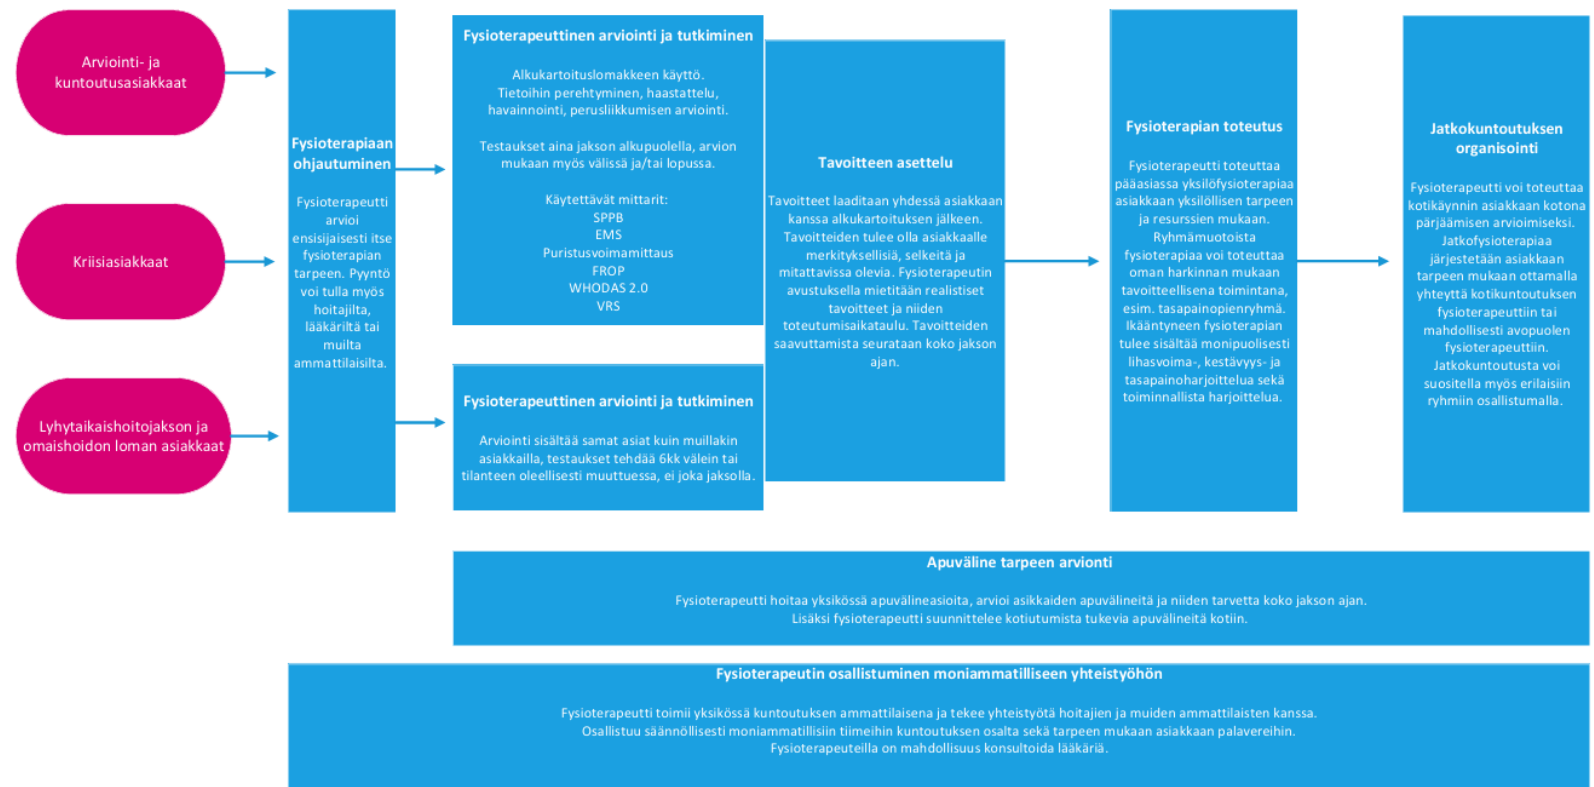 Arviointi- ja
kuntoutusasiakkaat
Kriisiasiakkaat
Lyhytaikaishoitojakson ja
omaishoidon loman asiakkaat
Fysioterapiaan
ohjautuminen
Fysioterapeutti
arvioi
ensisijaisesti itse
fysioterapian
tarpeen. Pyyntö
voi tulla myös
hoitajilta,
lääkäriltä tai
muilta
ammattilaisilta.
Fysioterapeuttinen arviointi ja tutkiminen
Alkukartoituslomakkeen käyttö.
Tietoihin perehtyminen, haastattelu,
havainnointi, perusliikkumisen arviointi.
Testaukset aina jakson alkupuolella, arvion
mukaan myös välissä ja/tai lopussa.
Käytettävät mittarit:
SPPB
EMS
Puristusvoimamittaus
FROP
WHODAS 2.0
VRS
Fysioterapeuttinen arviointi ja tutkiminen
Arviointi sisältää samat asiat kuin muillakin
asiakkailla, testaukset tehdää 6kk välein tai
tilanteen oleellisesti muuttuessa, ei joka jaksolla.
Tavoitteen asettelu
Tavoitteet laaditaan yhdessä asiakkaan
kanssa alkukartoituksen jälkeen.
Tavoitteiden tulee olla asiakkaalle
merkityksellisiä, selkeitä ja
mitattavissa olevia. Fysioterapeutin
avustuksella mietitään realistiset
tavoitteet ja niiden
toteutumisaikataulu. Tavoitteiden
saavuttamista seurataan koko jakson
ajan.
Fysioterapian toteutus
Fysioterapeutti toteuttaa
pääasiassa yksilöfysioterapiaa
asiakkaan yksilöllisen tarpeen
ja resurssien mukaan.
Ryhmämuotoista
fysioterapiaa voi toteuttaa
oman harkinnan mukaan
tavoitteellisena toimintana,
esim. tasapainopienryhmä.
Ikääntyneen fysioterapian
tulee sisältää monipuolisesti
lihasvoima-, kestävyys- ja
tasapainoharjoittelua sekä
toiminnallista harjoittelua.
Jatkokuntoutuksen
organisointi
Fysioterapeutti voi toteuttaa
kotikäynnin asiakkaan kotona
pärjäämisen arvioimiseksi.
Jatkofysioterapiaa
järjestetään asiakkaan
tarpeen mukaan ottamalla
yhteyttä kotikuntoutuksen
fysioterapeuttiin tai
mahdollisesti avopuolen
fysioterapeuttiin.
Jatkokuntoutusta voi
suositella myös erilaisiin
ryhmiin osallistumalla.
Apuväline tarpeen arvionti
Fysioterapeutti hoitaa yksikössä apuvälineasioita, arvioi asikkaiden apuvälineitä ja niiden tarvetta koko jakson ajan.
Lisäksi fysioterapeutti suunnittelee kotiutumista tukevia apuvälineitä kotiin.
Fysioterapeutin osallistuminen moniammatilliseen yhteistyöhön
Fysioterapeutti toimii yksikössä kuntoutuksen ammattilaisena ja tekee yhteistyötä hoitajien ja muiden ammattilaisten kanssa.
Osallistuu säännöllisesti moniammatillisiin tiimeihin kuntoutuksen osalta sekä tarpeen mukaan asiakkaan palavereihin.
Fysioterapeuteilla on mahdollisuus konsultoida lääkäriä.